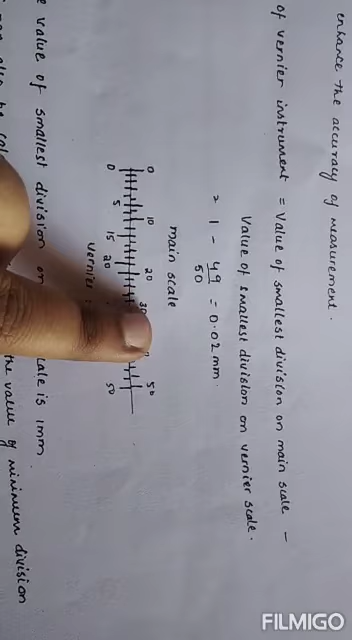 enhance the accuracy of measurement.
of vernier instrument = Value of smallest division on main scale -
Value of smallest division on vernier scale.
= 1 - 49/50 = 0.02mm.
main scale
0 10 20 30 50
0 5 15 20 50
Vernier
value of smallest division on scale is 1mm
the value of minimum division
FILMIGO